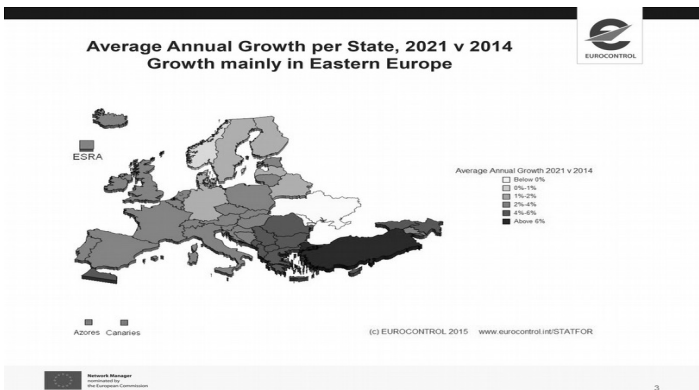 Average Annual Growth per State, 2021 v 2014
Growth mainly in Eastern Europe
EUROCONTROL
ESRA
Average Annual Growth 2021 v 2014
Below 0%
0%-1%
1%-2%
2%-4%
4%-6%
Above 6%
Azores Canaries
(c) EUROCONTROL 2015 www.eurocontrol.int/STATFOR
Network Manager
nominated by
the European Commission
3